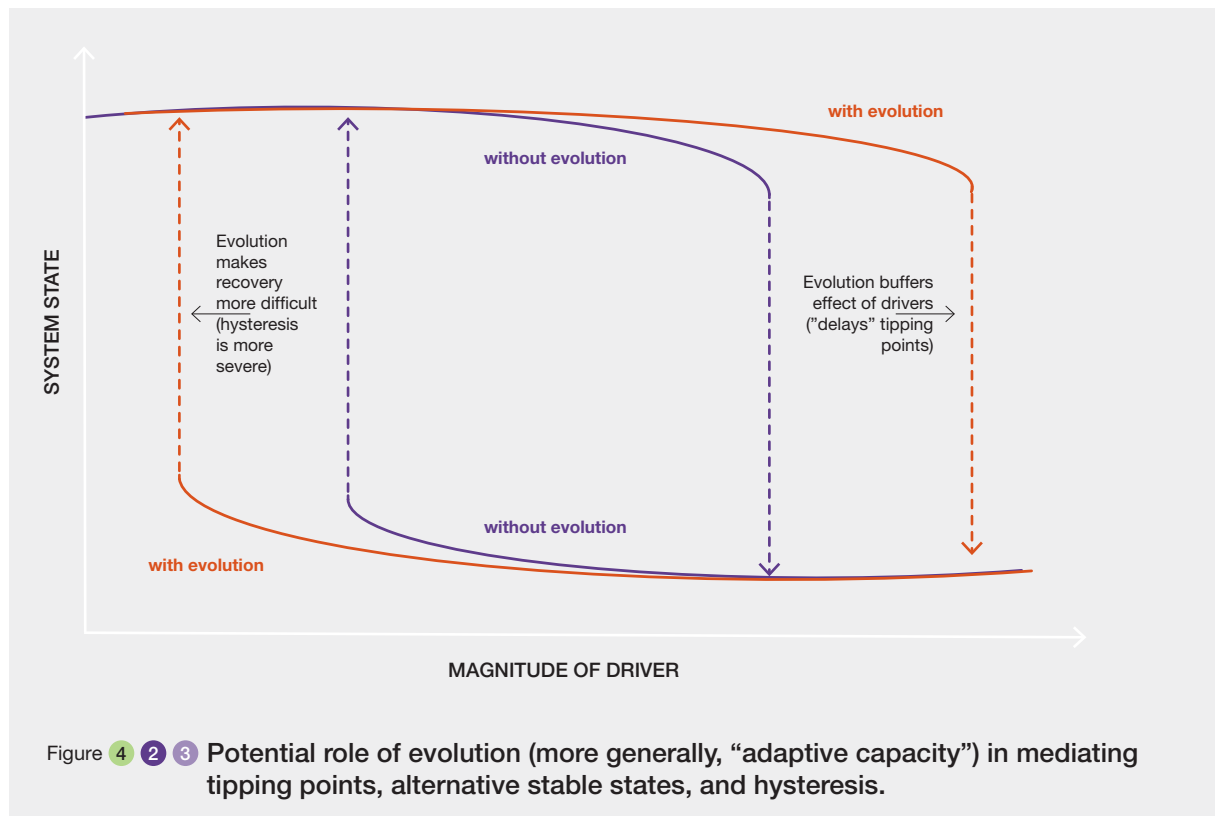 with evolution
without evolution
Evolution
makes
recovery
more difficult
(hysteresis
is more
severe)
Evolution buffers
effect of drivers
(”delays” tipping
points)
SYSTEM STATE
without evolution
with evolution
MAGNITUDE OF DRIVER
Figure 4 2 3 Potential role of evolution (more generally, “adaptive capacity”) in mediating
tipping points, alternative stable states, and hysteresis.